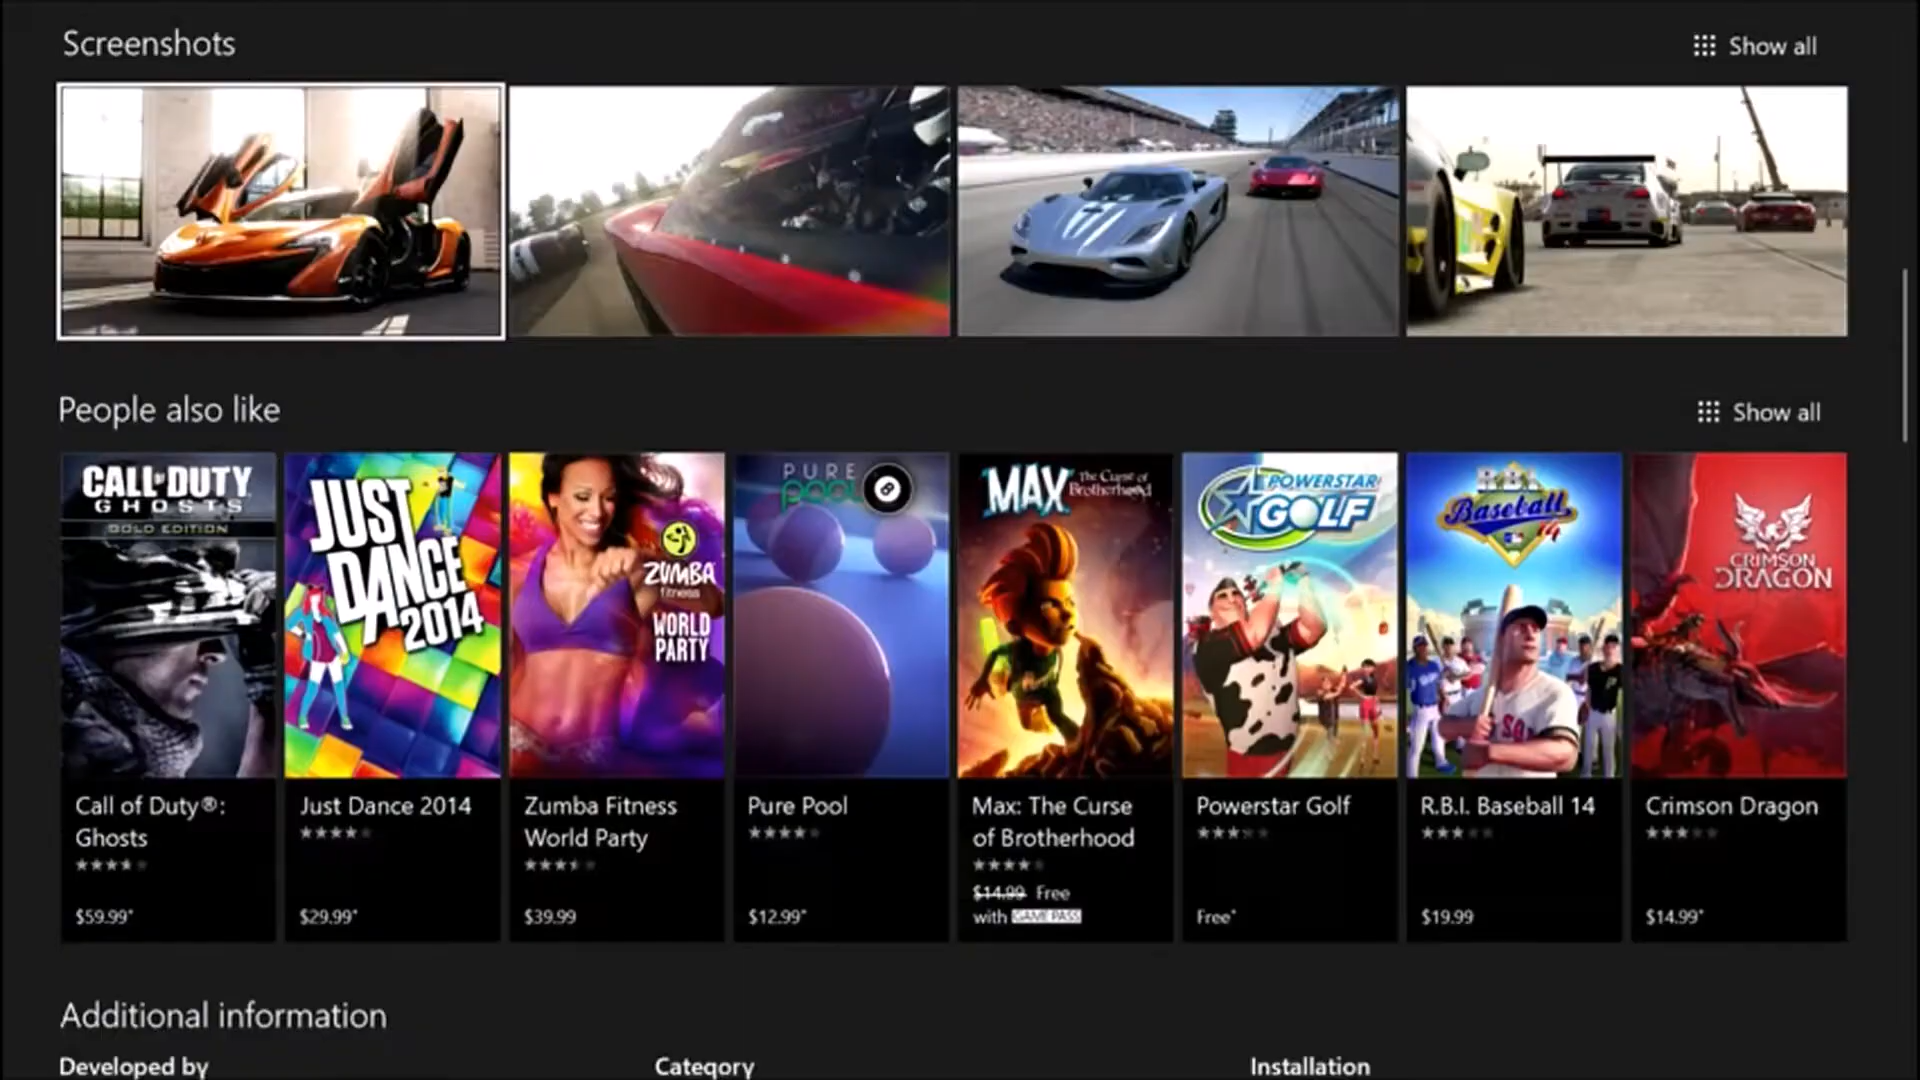 Screenshots
Show all
People also like
Show all
CALL OF DUTY
GHOSTS
GOLD EDITION
JUST
DANCE
2014
ZUMBA
fitness
WORLD
PARTY
PURE
pool
MAX The Curse of
Brotherhood
POWERSTAR
GOLF
R.B.I.
Baseball
14
CRIMSON
DRAGON
Call of Duty®:
Ghosts
$59.99*
Just Dance 2014
$29.99*
Zumba Fitness
World Party
$39.99
Pure Pool
$12.99*
Max: The Curse
of Brotherhood
$14.99 Free
with GAME PASS
Powerstar Golf
Free*
R.B.I. Baseball 14
$19.99
Crimson Dragon
$14.99*
Additional information
Developed by
Category
Installation